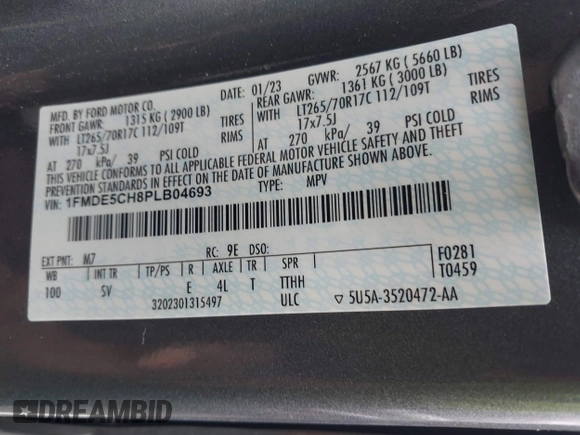 MFD. BY FORD MOTOR CO.
DATE: 01/23 GVWR: 2567 KG ( 5660 LB)
FRONT GAWR: 1315 KG ( 2900 LB) REAR GAWR: 1361 KG ( 3000 LB)
WITH LT265/70R17C 112/109T TIRES WITH LT265/70R17C 112/109T TIRES
17x7.5J RIMS 17x7.5J RIMS
AT 270 kPa/ 39 PSI COLD AT 270 kPa/ 39 PSI COLD
THIS VEHICLE CONFORMS TO ALL APPLICABLE FEDERAL MOTOR VEHICLE SAFETY AND THEFT
PREVENTION STANDARDS IN EFFECT ON THE DATE OF MANUFACTURE SHOWN ABOVE.
VIN: 1FMDE5CH8PLB04693 TYPE: MPV
EXT PNT: M7 RC: 9E DSO: F0281
WB INT TR TP/PS R AXLE TR SPR T0459
100 SV E 4L T TTHH
3202301315497 ULC ▽ 5U5A-3520472-AA
DREAMBID